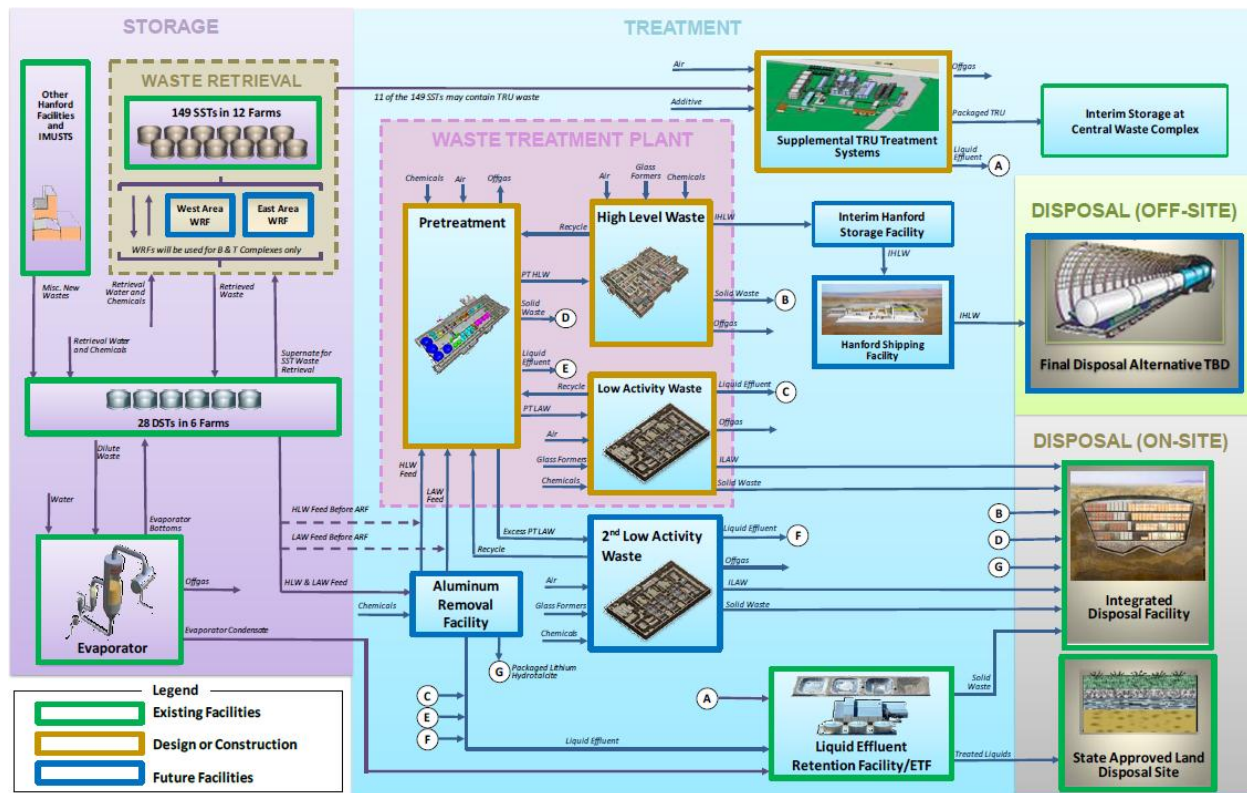 STORAGE
TREATMENT
Other
Hanford
Facilities
and
IMUSTS
WASTE RETRIEVAL
149 SSTs in 12 Farms
West Area
WRF
East Area
WRF
WRFs will be used for B & T Complexes only
11 of the 149 SSTs may contain TRU waste
Misc. New
Wastes
Retrieval
Water and
Chemicals
Retrieved
Waste
Retrieval Water
and Chemicals
Supernate for
SST Waste
Retrieval
28 DSTs in 6 Farms
Dilute
Waste
Water
Evaporator
Bottoms
Offgas
Evaporator
Evaporator Condensate
HLW Feed Before ARF
LAW Feed Before ARF
HLW & LAW Feed
Legend
Existing Facilities
Design or Construction
Future Facilities
Air
Additive
Supplemental TRU Treatment
Systems
Offgas
Packaged TRU
Liquid
Effluent
A
Interim Storage at
Central Waste Complex
WASTE TREATMENT PLANT
Chemicals
Air
Offgas
Pretreatment
Air
Glass
Formers
Chemicals
High Level Waste
Recycle
PT HLW
Solid
Waste
D
Liquid
Effluent
E
Recycle
PT LAW
IHLW
Solid Waste
B
Offgas
Interim Hanford
Storage Facility
IHLW
Hanford Shipping
Facility
IHLW
Low Activity Waste
Air
Glass Formers
Chemicals
Liquid Effluent
C
Offgas
ILAW
Solid Waste
HLW
Feed
LAW
Feed
Excess PT LAW
Recycle
2nd Low Activity
Waste
Air
Glass Formers
Chemicals
Liquid Effluent
F
Offgas
ILAW
Solid Waste
Chemicals
Aluminum
Removal
Facility
G
Packaged Lithium
Hydrotalcite
C
E
F
Liquid Effluent
A
Liquid Effluent
Retention Facility/ETF
Solid
Waste
Treated Liquids
DISPOSAL (OFF-SITE)
Final Disposal Alternative TBD
DISPOSAL (ON-SITE)
B
D
G
Integrated
Disposal Facility
State Approved Land
Disposal Site